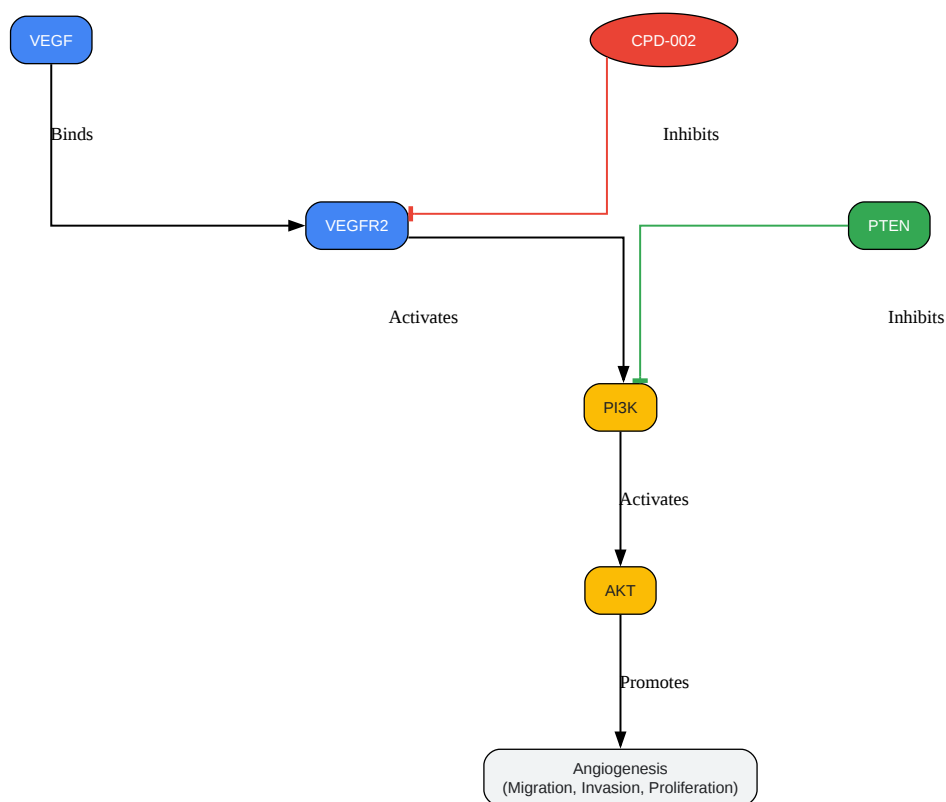 VEGF
CPD-002
Binds
Inhibits
VEGFR2
PTEN
Activates
Inhibits
PI3K
Activates
AKT
Promotes
Angiogenesis
(Migration, Invasion, Proliferation)